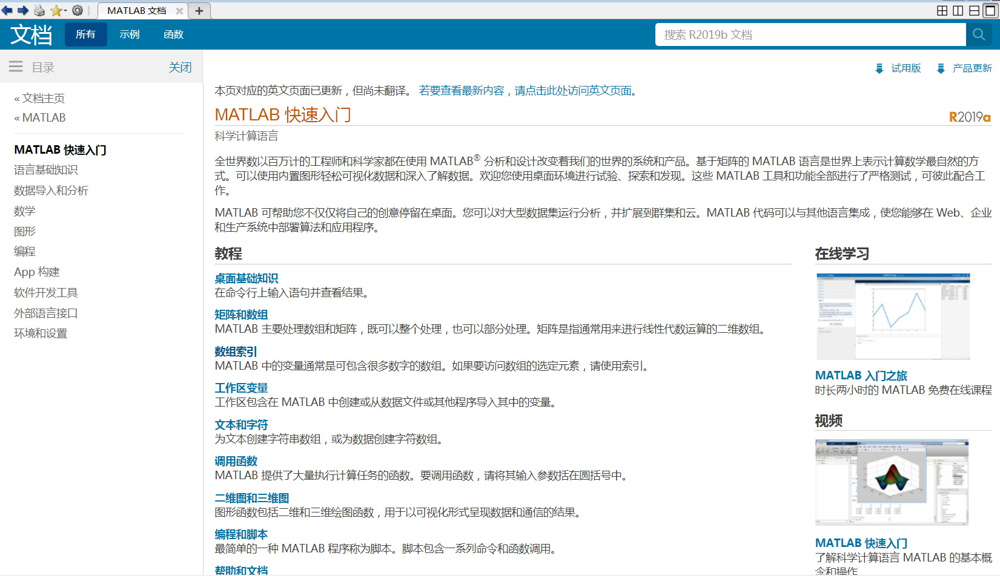 MATLAB 文档
文档
所有
示例
函数
搜索 R2019b 文档
目录
关闭
« 文档主页
« MATLAB
MATLAB 快速入门
语言基础知识
数据导入和分析
数学
图形
编程
App 构建
软件开发工具
外部语言接口
环境和设置
试用版
产品更新
本页对应的英文页面已更新，但尚未翻译。 若要查看最新内容，请点击此处访问英文页面。
MATLAB 快速入门
R2019a
科学计算语言
全世界数以百万计的工程师和科学家都在使用 MATLAB® 分析和设计改变着我们的世界的系统和产品。基于矩阵的 MATLAB 语言是世界上表示计算数学最自然的方
式。可以使用内置图形轻松可视化数据和深入了解数据。欢迎您使用桌面环境进行试验、探索和发现。这些 MATLAB 工具和功能全部进行了严格测试，可彼此配合工
作。
MATLAB 可帮助您不仅仅将自己的创意停留在桌面。您可以对大型数据集运行分析，并扩展到群集和云。MATLAB 代码可以与其他语言集成，使您能够在 Web、企业
和生产系统中部署算法和应用程序。
教程
桌面基础知识
在命令行上输入语句并查看结果。
矩阵和数组
MATLAB 主要处理数组和矩阵，既可以整个处理，也可以部分处理。矩阵是指通常用来进行线性代数运算的二维数组。
数组索引
MATLAB 中的变量通常是可包含很多数字的数组。如果要访问数组的选定元素，请使用索引。
工作区变量
工作区包含在 MATLAB 中创建或从数据文件或其他程序导入其中的变量。
文本和字符
为文本创建字符串数组，或为数据创建字符数组。
调用函数
MATLAB 提供了大量执行计算任务的函数。要调用函数，请将其输入参数括在圆括号中。
二维图和三维图
图形函数包括二维和三维绘图函数，用于以可视化形式呈现数据和通信的结果。
编程和脚本
最简单的一种 MATLAB 程序称为脚本。脚本包含一系列命令和函数调用。
帮助和文档
在线学习
MATLAB 入门之旅
时长两小时的 MATLAB 免费在线课程
视频
MATLAB 快速入门
了解科学计算语言 MATLAB 的基本概
念和操作